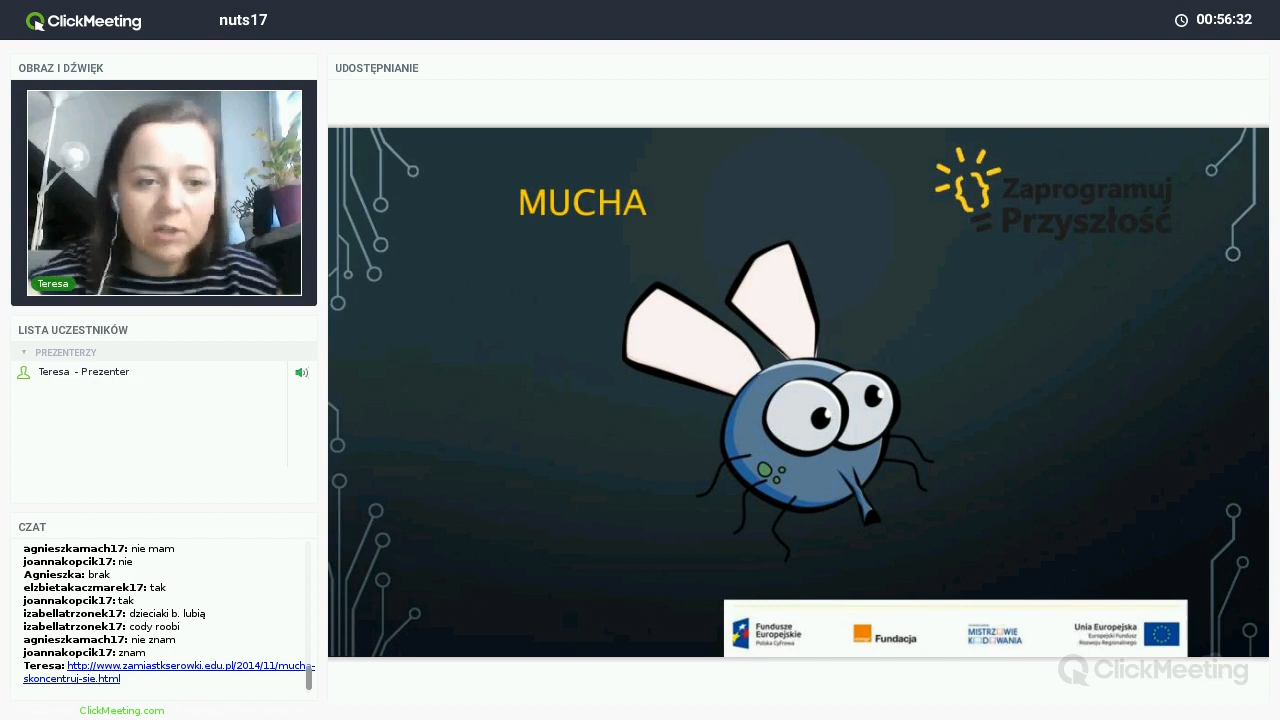 ClickMeeting
nuts17
00:56:32
OBRAZ I DŹWIĘK
Teresa
LISTA UCZESTNIKÓW
PREZENTERZY
Teresa - Prezenter
CZAT
agnieszkamach17: nie mam
joannakopcik17: nie
Agnieszka: brak
elzbietakaczmarek17: tak
joannakopcik17: tak
izabellatrzonek17: dzieciaki b. lubią
izabellatrzonek17: cody roobi
agnieszkamach17: nie znam
joannakopcik17: znam
Teresa: http://www.zamiastkserowki.edu.pl/2014/11/mucha-
skoncentruj-sie.html
ClickMeeting.com
UDOSTĘPNIANIE
MUCHA
Zaprogramuj
Przyszłość
Fundusze
Europejskie
Polska Cyfrowa
Fundacja
MISTRZOWIE
KODOWANIA
Unia Europejska
Europejski Fundusz
Rozwoju Regionalnego
ClickMeeting